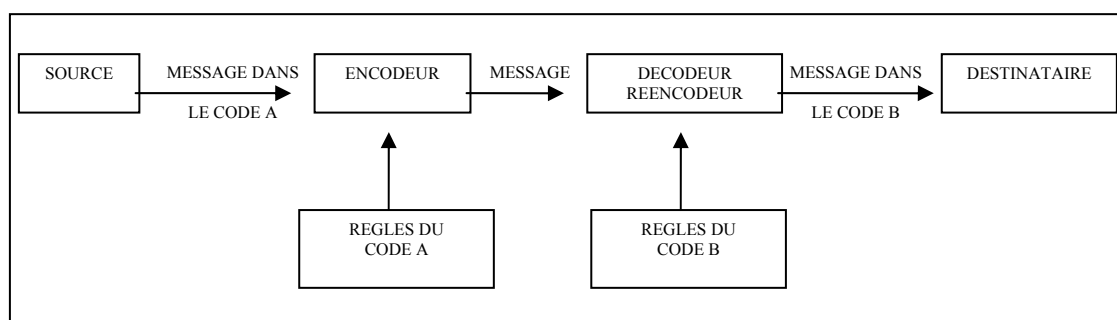 SOURCE
MESSAGE DANS
LE CODE A
ENCODEUR
MESSAGE
DECODEUR
REENCODEUR
MESSAGE DANS
LE CODE B
DESTINATAIRE
REGLES DU
CODE A
REGLES DU
CODE B